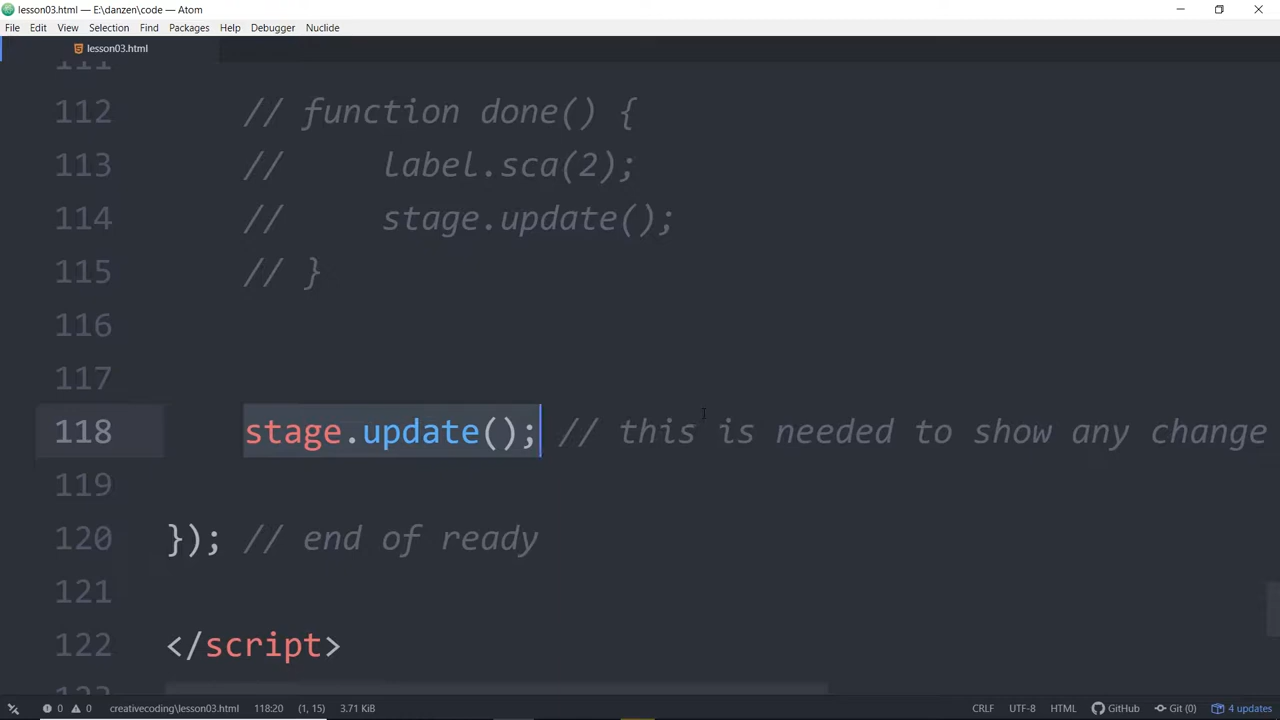 lesson03.html — E:\danzen\code — Atom
File Edit View Selection Find Packages Help Debugger Nuclide
lesson03.html
111
112 // function done() {
113 // label.sca(2);
114 // stage.update();
115 // }
116
117
118 stage.update(); // this is needed to show any change
119
120 }); // end of ready
121
122 </script>
123
0 0 creativecoding\lesson03.html 118:20 (1, 15) 3.71 KiB CRLF UTF-8 HTML GitHub Git (0) 4 updates